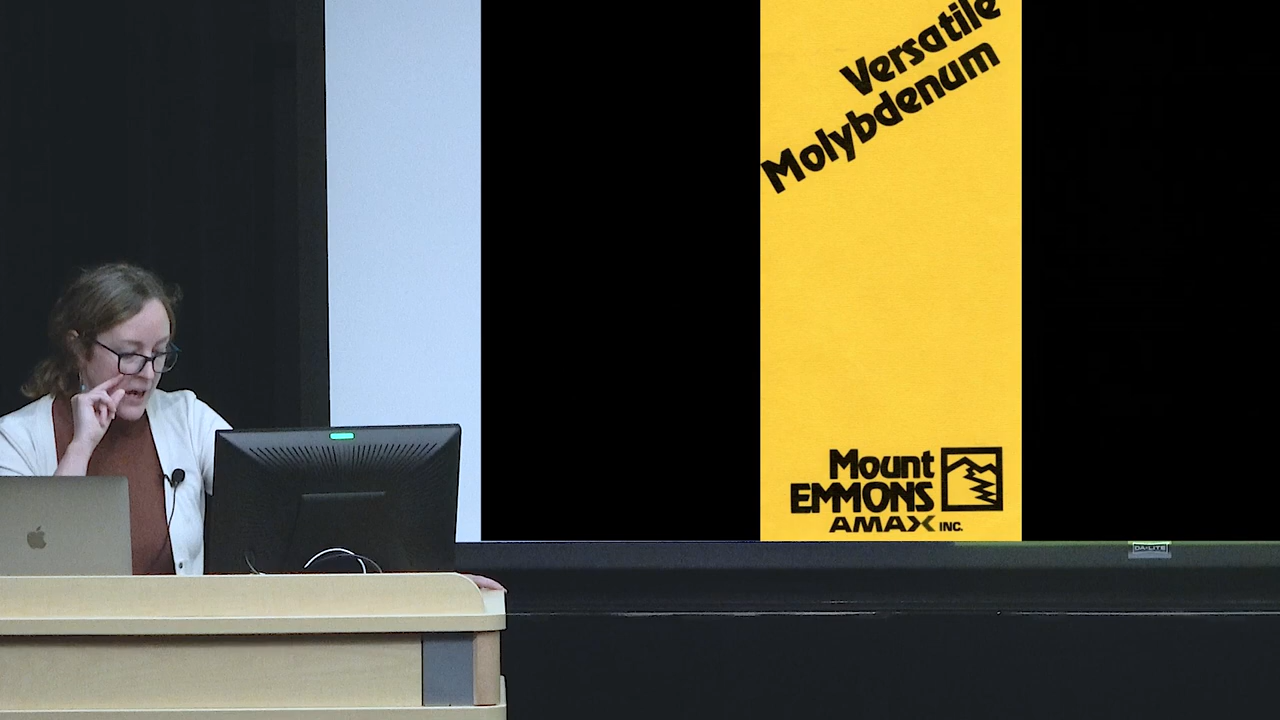 Versatile
Molybdenum
Mount
EMMONS
AMAX INC.
DA-LITE